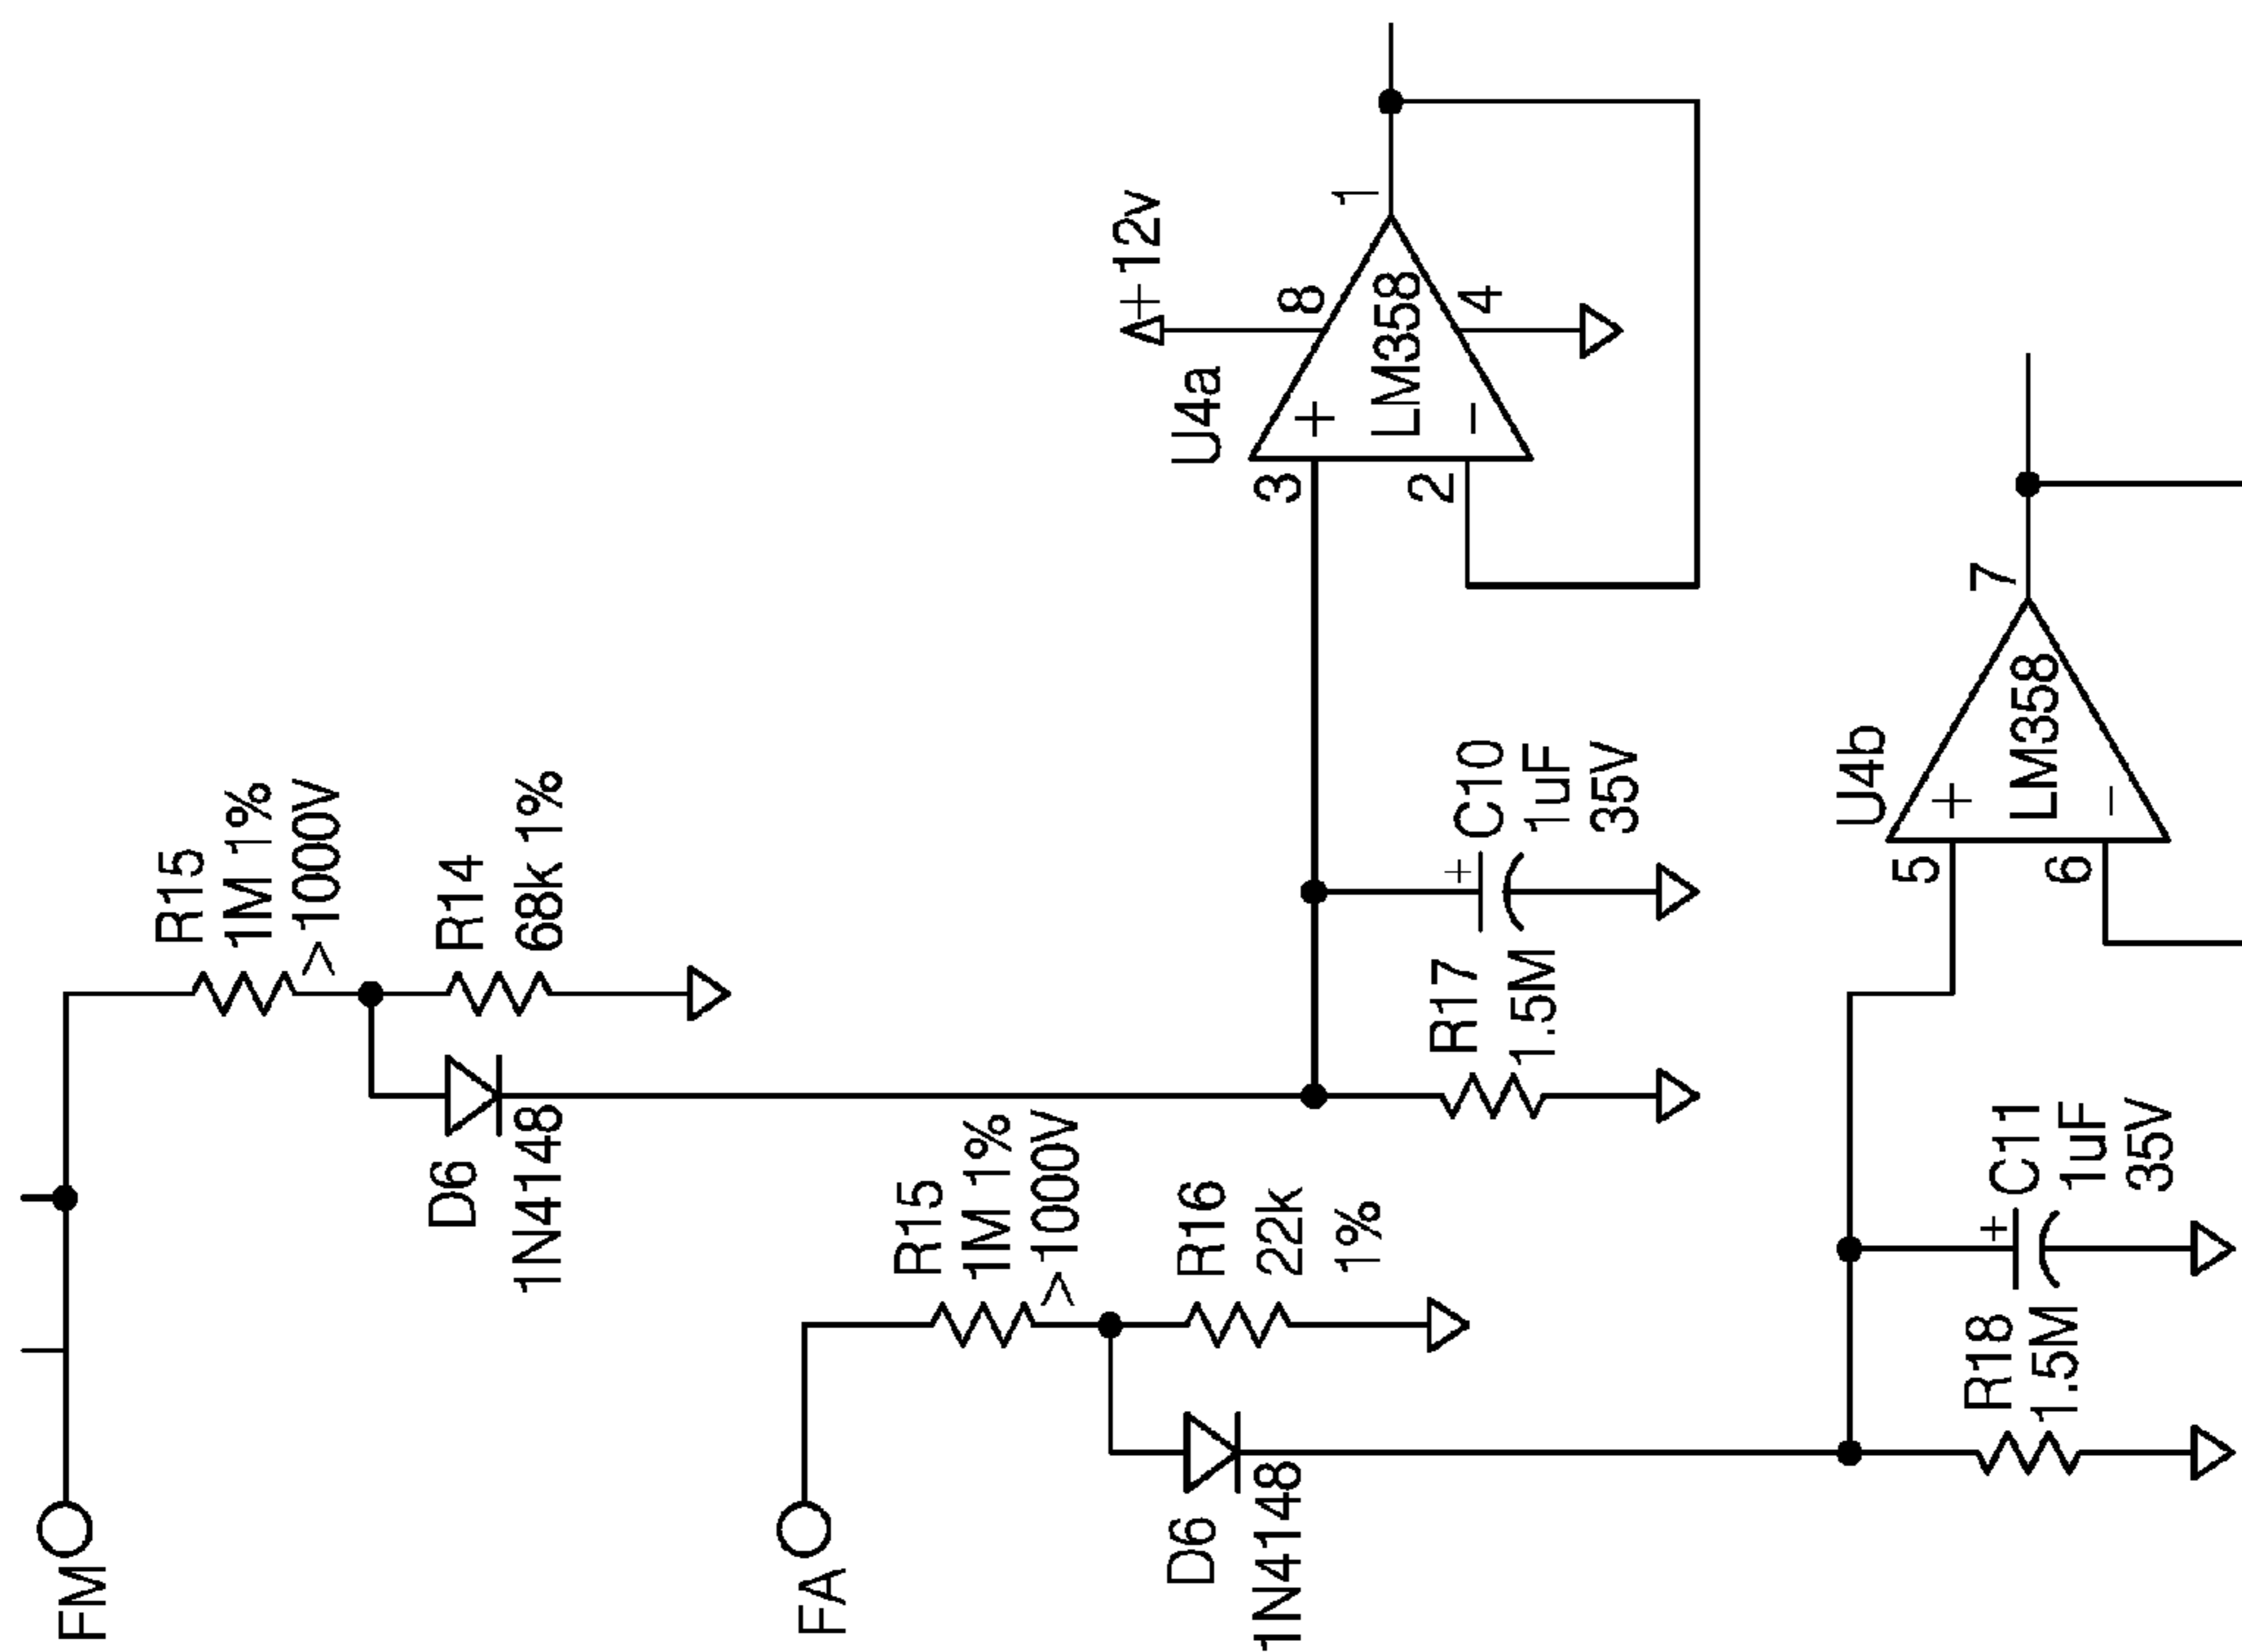 FM
R15
1M 1%
>1000V
R14
68k 1%
D6
1N4148
FA
R15
1M 1%
>1000V
R16
22k
1%
D6
1N4148
R17
1.5M
+
C10
1uF
35V
U4a
+12v
8
3
+
LM358
1
2
−
4
R18
1.5M
+
C11
1uF
35V
U4b
5
+
LM358
7
6
−